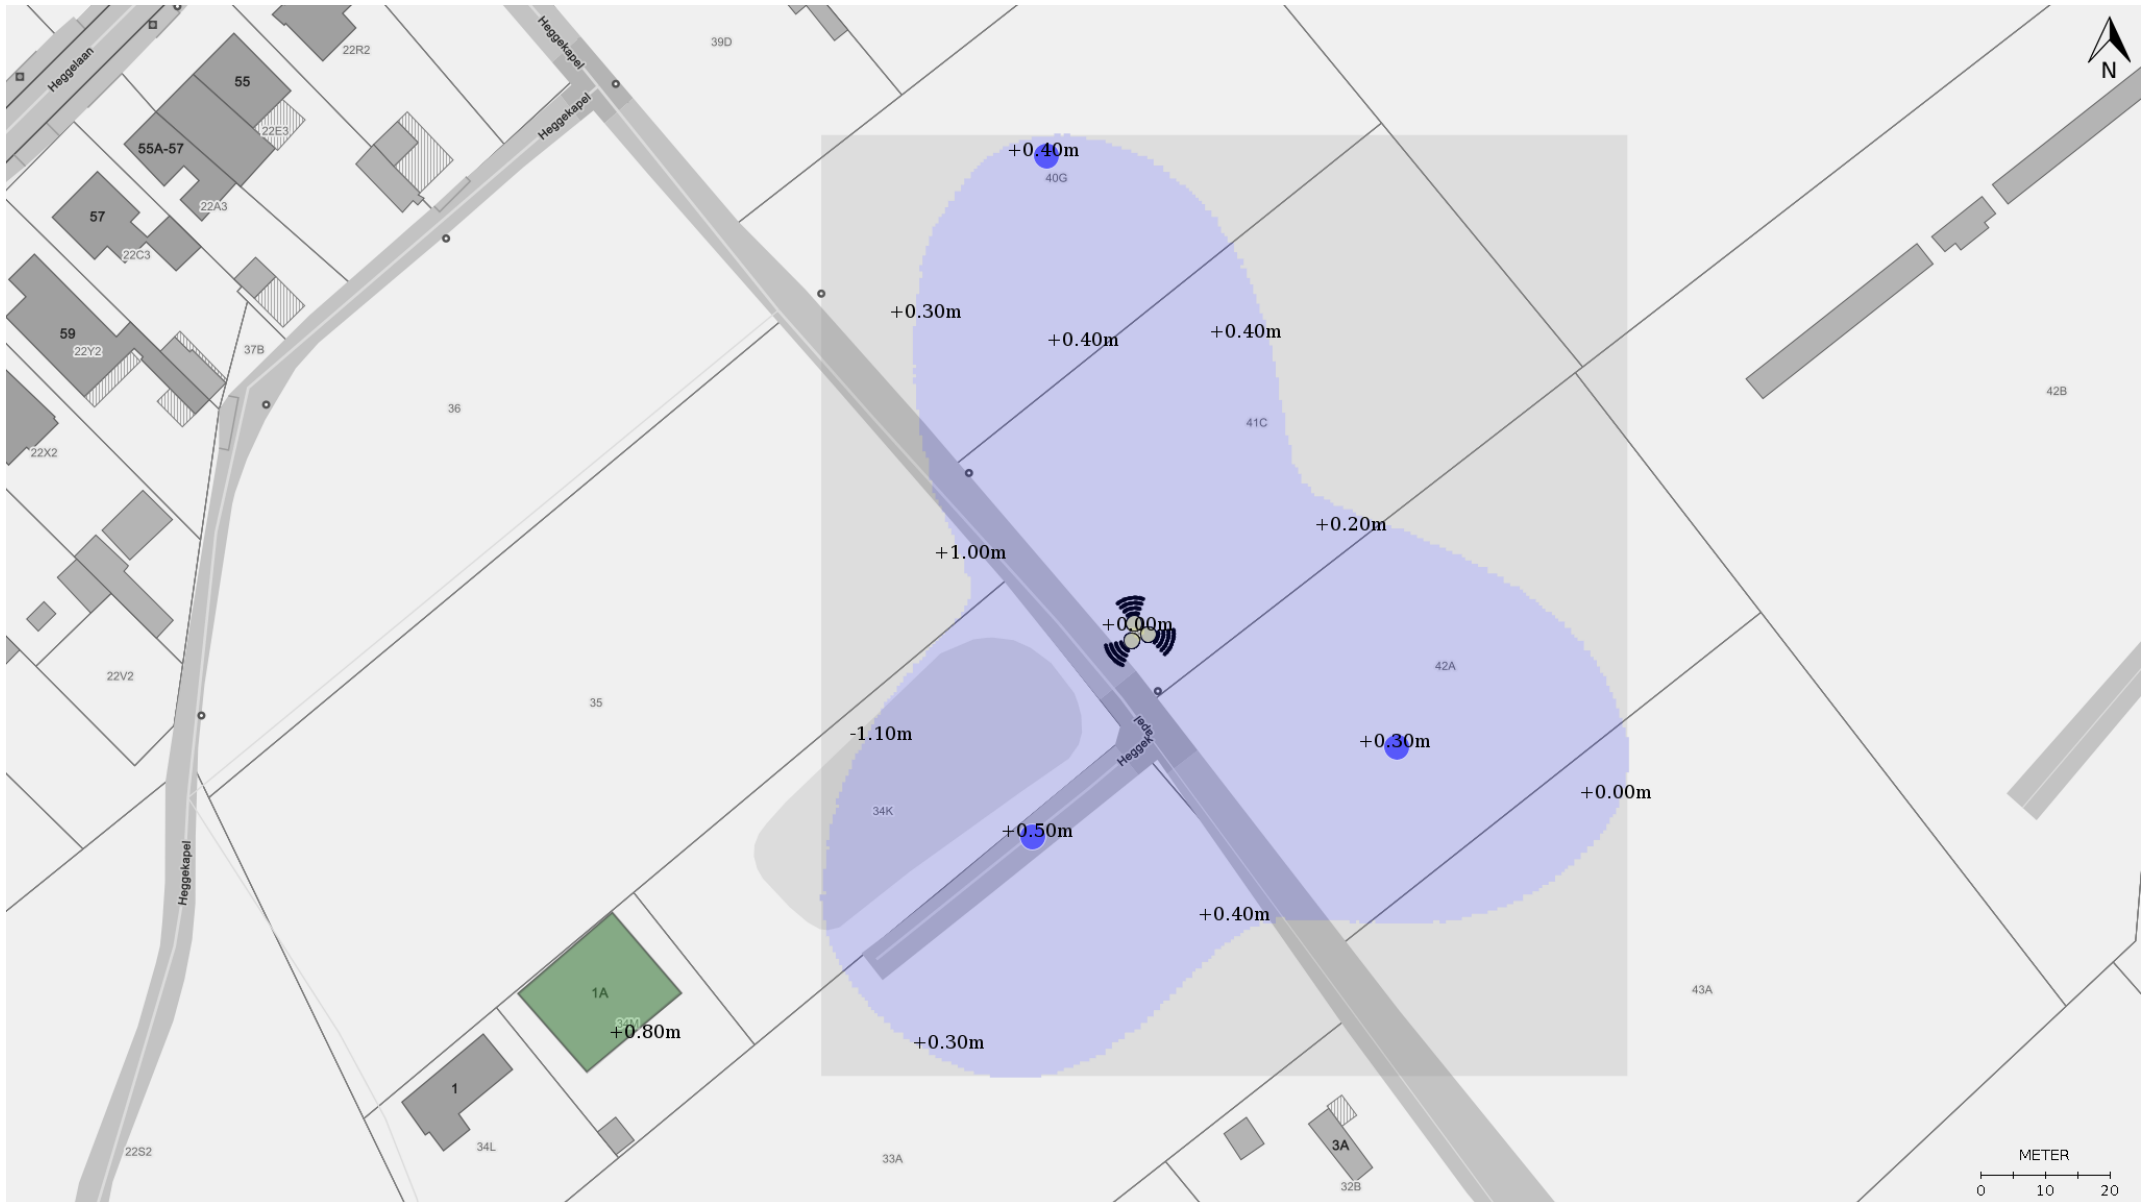 Heggekapel
39D
22R2
N
Heggelaan
55
Heggekapel
22E3
55A-57
+0.40m
40G
22A3
57
22C3
+0.30m
+0.40m
+0.40m
59
22Y2
37B
42B
36
41C
22X2
+0.20m
+1.00m
+0.00m
42A
22V2
35
Heggekapel
-1.10m
+0.30m
+0.00m
34K
+0.50m
Heggekapel
+0.40m
1A
43A
+0.80m
+0.30m
1
34L
3A
22S2
33A
32B
METER
0 10 20